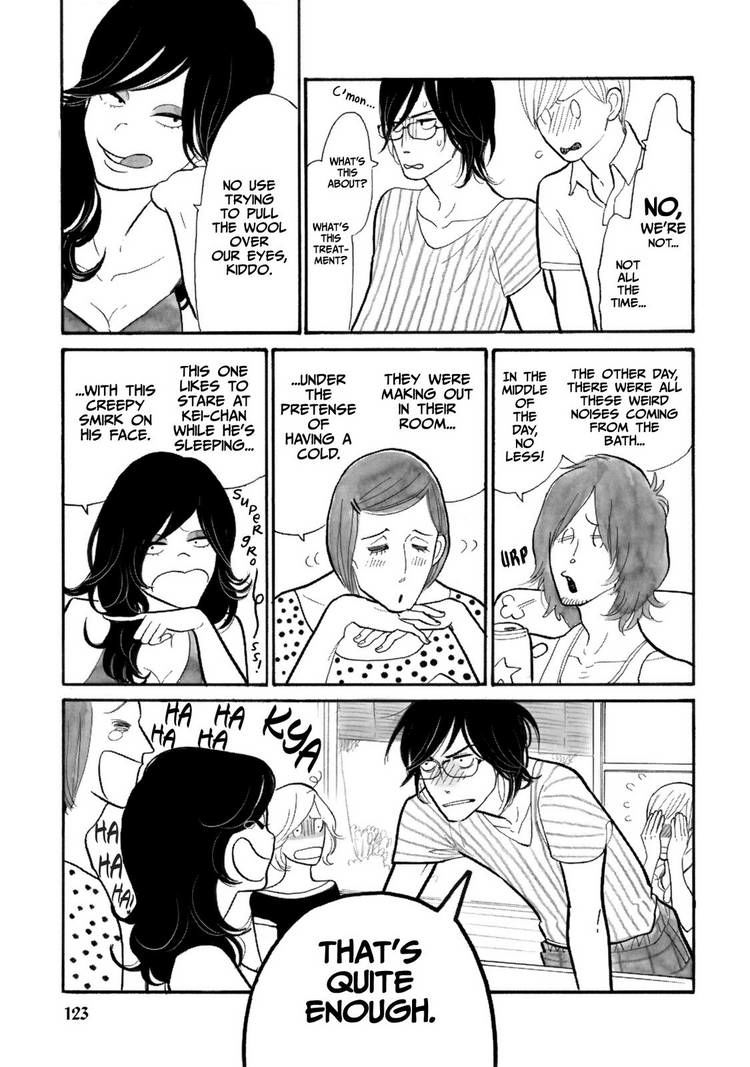 NO,
WE'RE
NOT...
NOT
ALL
THE
TIME...
C'mon...
WHAT'S
THIS
ABOUT?
WHAT'S
THIS
TREAT-
MENT?
NO USE
TRYING
TO PULL
THE WOOL
OVER
OUR EYES,
KIDDO.
THE OTHER DAY,
THERE WERE ALL
THESE WEIRD
NOISES COMING
FROM THE
BATH...
IN THE
MIDDLE
OF
THE DAY,
NO
LESS!
URP
THEY WERE
MAKING OUT
IN THEIR
ROOM...
...UNDER
THE
PRETENSE
OF
HAVING A
COLD.
THIS ONE
LIKES TO
STARE AT
KEI-CHAN
WHILE HE'S
SLEEPING...
...WITH THIS
CREEPY
SMIRK ON
HIS FACE.
Super gro o o ss!
KYA
HA HA
HA HA
HA
HA
HA!
THAT'S
QUITE
ENOUGH.
123